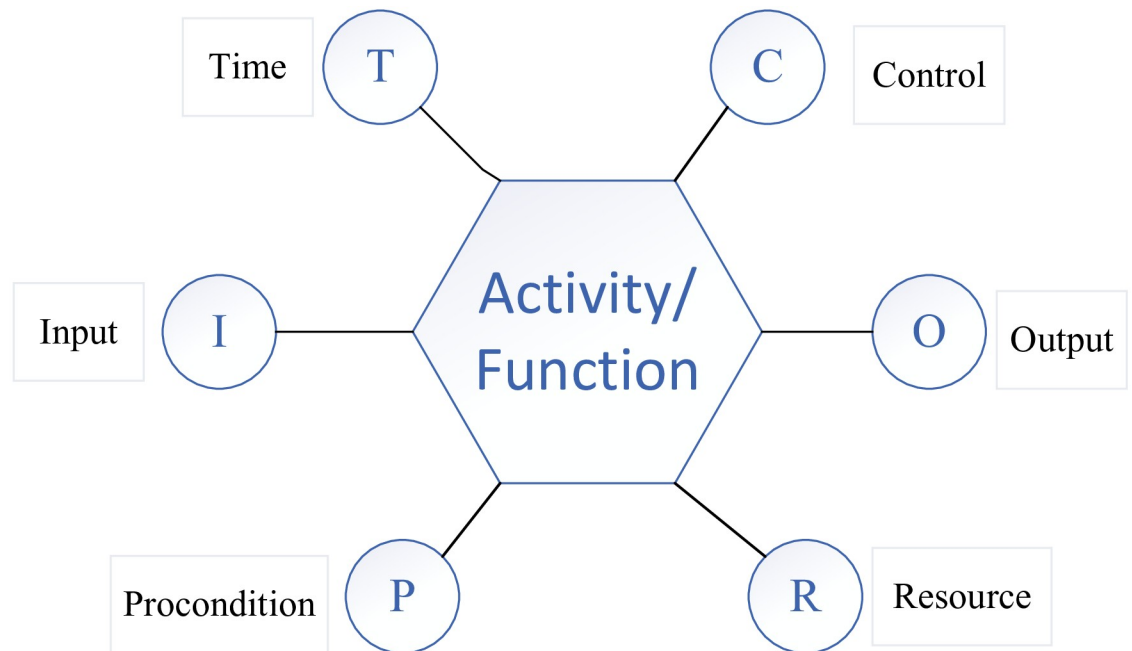 Time
T
C
Control
Input
I
Activity/
Function
O
Output
Procondition
P
R
Resource